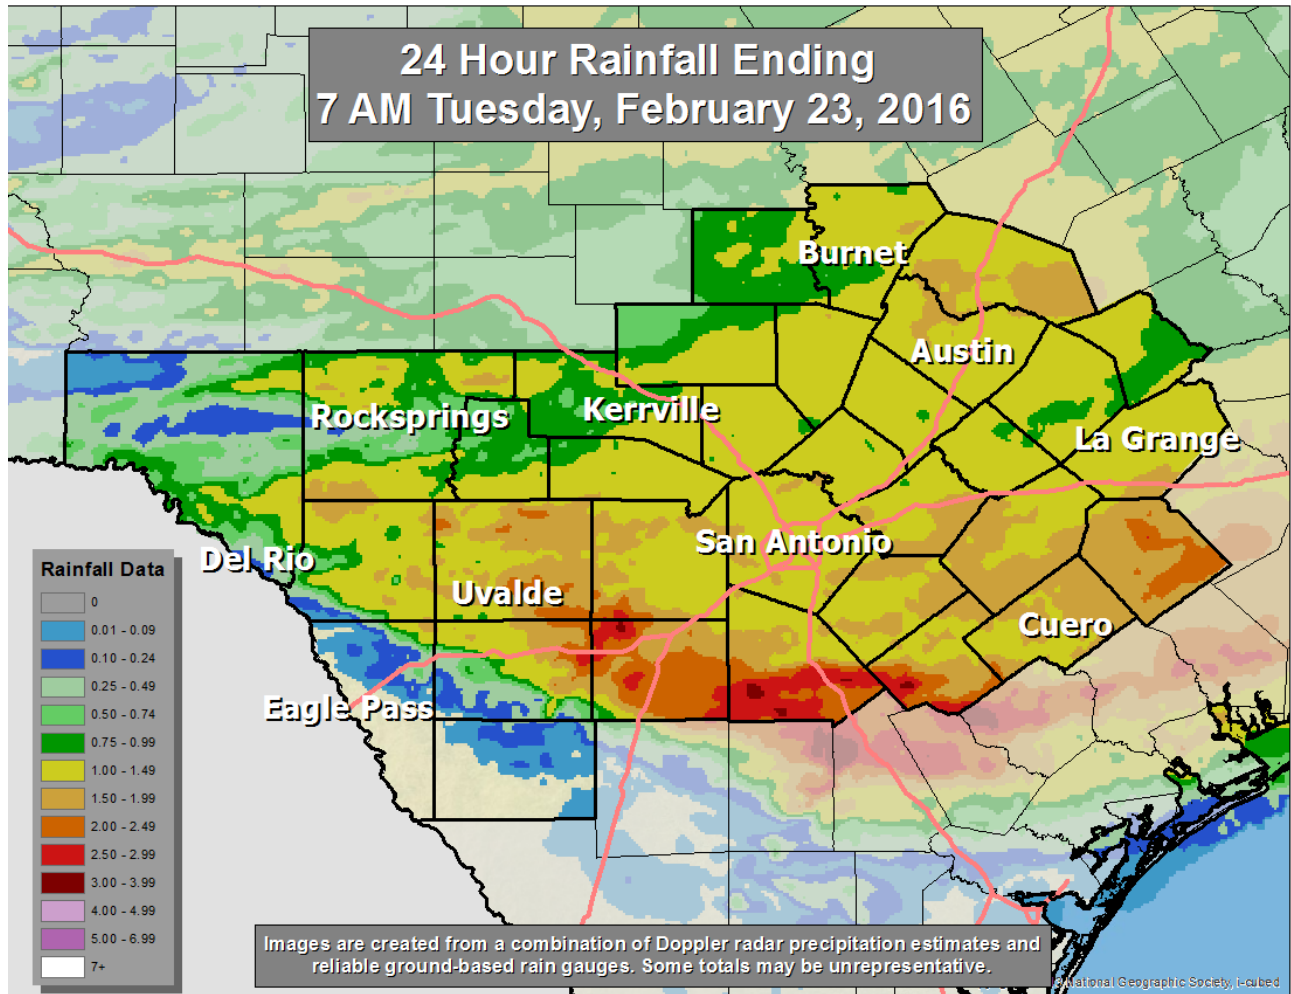 24 Hour Rainfall Ending
7 AM Tuesday, February 23, 2016
Burnet
Austin
Rocksprings
Kerrville
La Grange
San Antonio
Del Rio
Uvalde
Cuero
Eagle Pass
Rainfall Data
0
0.01 - 0.09
0.10 - 0.24
0.25 - 0.49
0.50 - 0.74
0.75 - 0.99
1.00 - 1.49
1.50 - 1.99
2.00 - 2.49
2.50 - 2.99
3.00 - 3.99
4.00 - 4.99
5.00 - 6.99
7+
Images are created from a combination of Doppler radar precipitation estimates and
reliable ground-based rain gauges. Some totals may be unrepresentative.
National Geographic Society, i-cubed